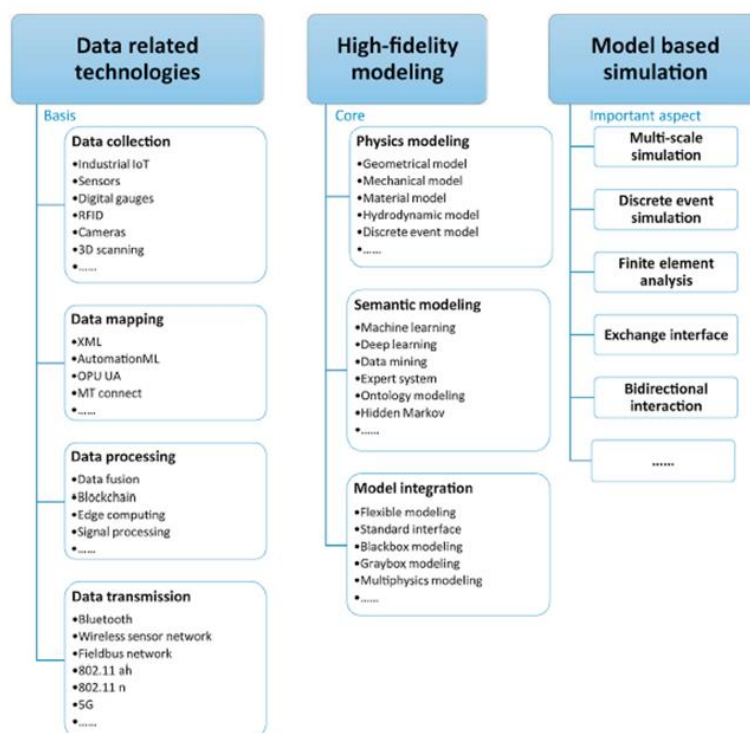 Data related
technologies
Basis
Data collection
•Industrial IoT
•Sensors
•Digital gauges
•RFID
•Cameras
•3D scanning
•......
Data mapping
•XML
•AutomationML
•OPU UA
•MT connect
•......
Data processing
•Data fusion
•Blockchain
•Edge computing
•Signal processing
•......
Data transmission
•Bluetooth
•Wireless sensor network
•Fieldbus network
•802.11 ah
•802.11 n
•5G
•......
High-fidelity
modeling
Core
Physics modeling
•Geometrical model
•Mechanical model
•Material model
•Hydrodynamic model
•Discrete event model
•......
Semantic modeling
•Machine learning
•Deep learning
•Data mining
•Expert system
•Ontology modeling
•Hidden Markov
•......
Model integration
•Flexible modeling
•Standard interface
•Blackbox modeling
•Graybox modeling
•Multiphysics modeling
•......
Model based
simulation
Important aspect
Multi-scale
simulation
Discrete event
simulation
Finite element
analysis
Exchange interface
Bidirectional
interaction
......